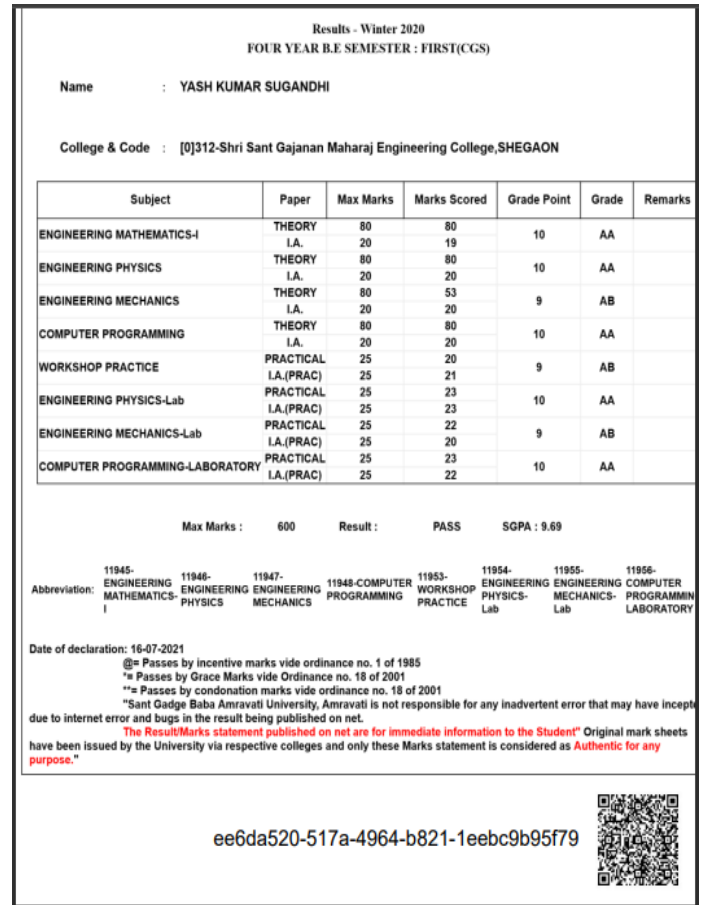 Results - Winter 2020
FOUR YEAR B.E SEMESTER : FIRST(CGS)
Name : YASH KUMAR SUGANDHI
College & Code : [0]312-Shri Sant Gajanan Maharaj Engineering College,SHEGAON
Subject Paper Max Marks Marks Scored Grade Point Grade Remarks
ENGINEERING MATHEMATICS-I THEORY 80 80 10 AA
I.A. 20 19
ENGINEERING PHYSICS THEORY 80 80 10 AA
I.A. 20 20
ENGINEERING MECHANICS THEORY 80 53 9 AB
I.A. 20 20
COMPUTER PROGRAMMING THEORY 80 80 10 AA
I.A. 20 20
WORKSHOP PRACTICE PRACTICAL 25 20 9 AB
I.A.(PRAC) 25 21
ENGINEERING PHYSICS-Lab PRACTICAL 25 23 10 AA
I.A.(PRAC) 25 23
ENGINEERING MECHANICS-Lab PRACTICAL 25 22 9 AB
I.A.(PRAC) 25 20
COMPUTER PROGRAMMING-LABORATORY PRACTICAL 25 23 10 AA
I.A.(PRAC) 25 22
Max Marks : 600 Result : PASS SGPA : 9.69
Abbreviation: 11945-ENGINEERING MATHEMATICS-I 11946-ENGINEERING PHYSICS 11947-ENGINEERING MECHANICS 11948-COMPUTER PROGRAMMING 11953-WORKSHOP PRACTICE 11954-ENGINEERING PHYSICS-Lab 11955-ENGINEERING MECHANICS-Lab 11956-COMPUTER PROGRAMMIN LABORATORY
Date of declaration: 16-07-2021
@= Passes by incentive marks vide ordinance no. 1 of 1985
*= Passes by Grace Marks vide Ordinance no. 18 of 2001
**= Passes by condonation marks vide ordinance no. 18 of 2001
"Sant Gadge Baba Amravati University, Amravati is not responsible for any inadvertent error that may have incepte
due to internet error and bugs in the result being published on net.
The Result/Marks statement published on net are for immediate information to the Student" Original mark sheets
have been issued by the University via respective colleges and only these Marks statement is considered as Authentic for any
purpose."
ee6da520-517a-4964-b821-1eebc9b95f79